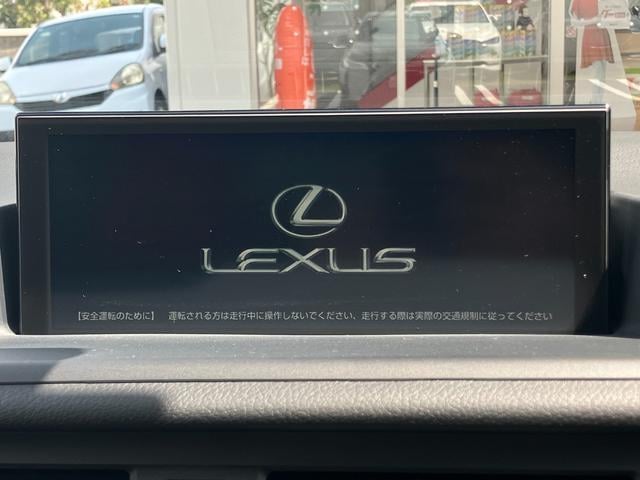 LEXUS
【安全運転のために】 運転される方は走行中に操作しないでください、走行する際は実際の交通規制に従ってください